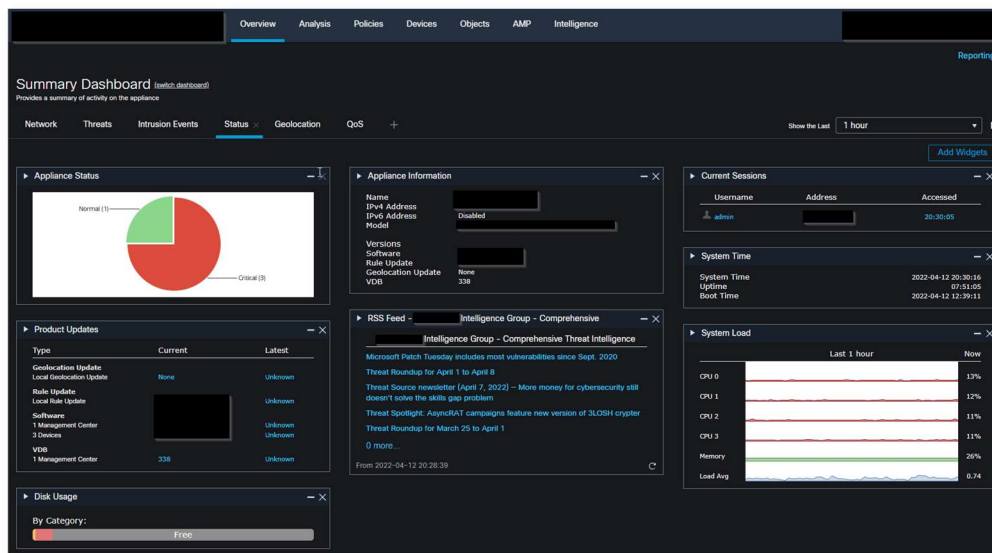 Overview Analysis Policies Devices Objects AMP Intelligence
Reporting
Summary Dashboard (switch dashboard)
Provides a summary of activity on the appliance
Network Threats Intrusion Events Status × Geolocation QoS +
Show the Last 1 hour
Add Widgets
Appliance Status
Normal (1)
Critical (3)
Product Updates
Type Current Latest
Geolocation Update
Local Geolocation Update None Unknown
Rule Update
Local Rule Update Unknown
Software
1 Management Center Unknown
3 Devices Unknown
VDB
1 Management Center 338 Unknown
Disk Usage
By Category:
Free
Appliance Information
Name
IPv4 Address
IPv6 Address Disabled
Model
Versions
Software
Rule Update
Geolocation Update None
VDB 338
RSS Feed - Intelligence Group - Comprehensive
Intelligence Group - Comprehensive Threat Intelligence
Microsoft Patch Tuesday includes most vulnerabilities since Sept. 2020
Threat Roundup for April 1 to April 8
Threat Source newsletter (April 7, 2022) — More money for cybersecurity still
doesn't solve the skills gap problem
Threat Spotlight: AsyncRAT campaigns feature new version of 3LOSH crypter
Threat Roundup for March 25 to April 1
0 more...
From 2022-04-12 20:28:39
Current Sessions
Username Address Accessed
admin 20:30:05
System Time
System Time 2022-04-12 20:30:16
Uptime 07:51:05
Boot Time 2022-04-12 12:39:11
System Load
Last 1 hour Now
CPU 0 13%
CPU 1 12%
CPU 2 11%
CPU 3 11%
Memory 26%
Load Avg 0.74